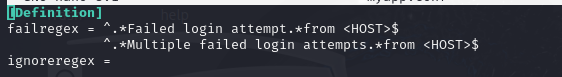 [Definition]
failregex = ^.*Failed login attempt.*from <HOST>$
            ^.*Multiple failed login attempts.*from <HOST>$
ignoreregex =